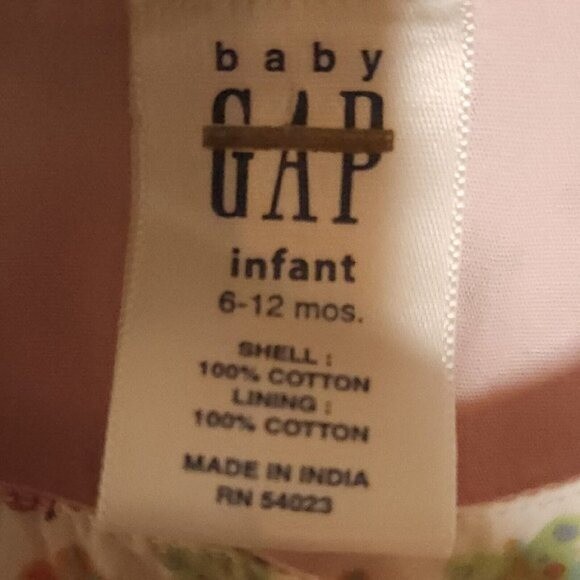 baby
GAP
infant
6-12 mos.
SHELL :
100% COTTON
LINING :
100% COTTON
MADE IN INDIA
RN 54023